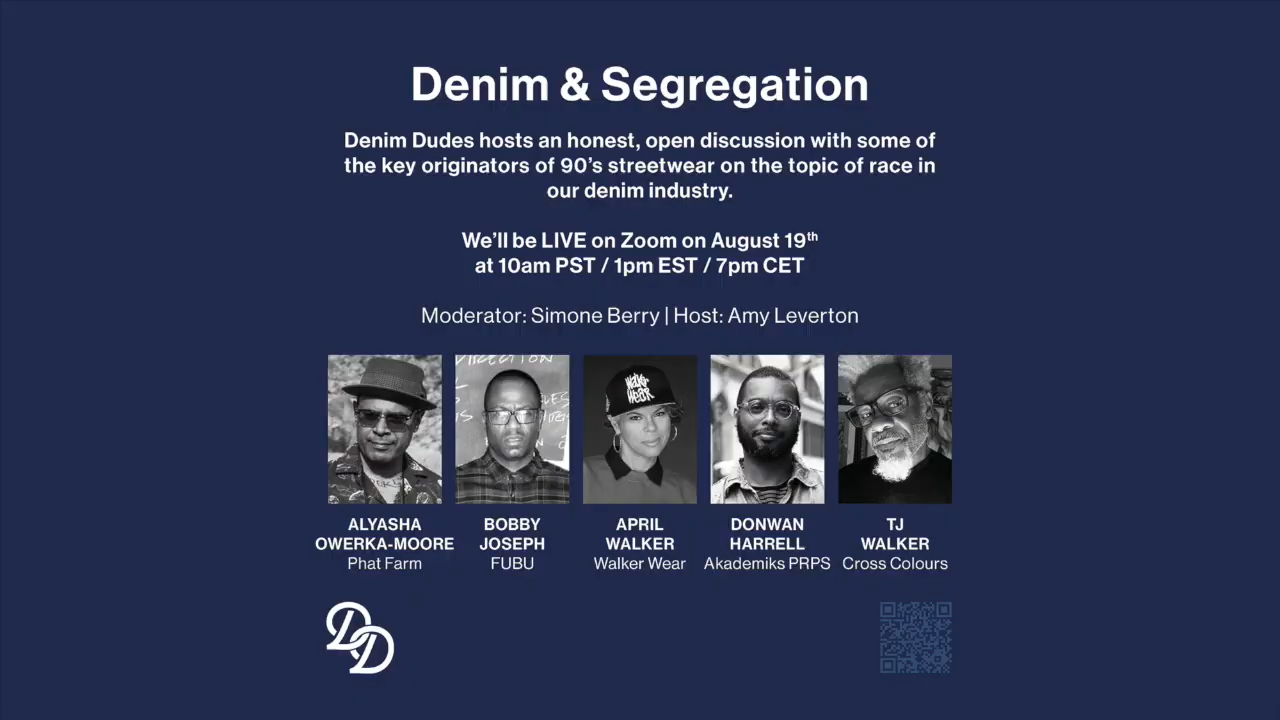 Denim & Segregation
Denim Dudes hosts an honest, open discussion with some of
the key originators of 90's streetwear on the topic of race in
our denim industry.
We'll be LIVE on Zoom on August 19th
at 10am PST / 1pm EST / 7pm CET
Moderator: Simone Berry | Host: Amy Leverton
WALKER WEAR
ALYASHA
OWERKA-MOORE
Phat Farm
BOBBY
JOSEPH
FUBU
APRIL
WALKER
Walker Wear
DONWAN
HARRELL
Akademiks PRPS
TJ
WALKER
Cross Colours
DD